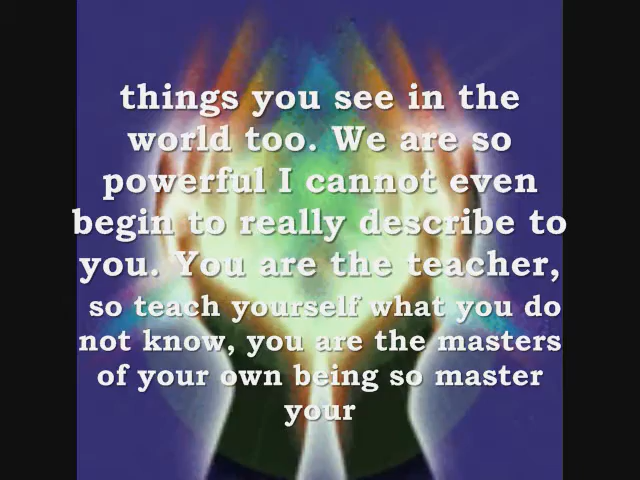 things you see in the
world too. We are so
powerful I cannot even
begin to really describe to
you. You are the teacher,
so teach yourself what you do
not know, you are the masters
of your own being so master
your